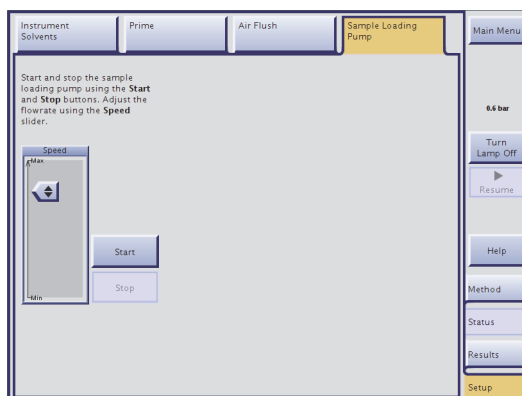 Instrument
Solvents
Prime
Air Flush
Sample Loading
Pump
Main Menu
Start and stop the sample
loading pump using the Start
and Stop buttons. Adjust the
flowrate using the Speed
slider.
0.6 bar
Turn
Lamp Off
Resume
Speed
Max
Min
Start
Stop
Help
Method
Status
Results
Setup